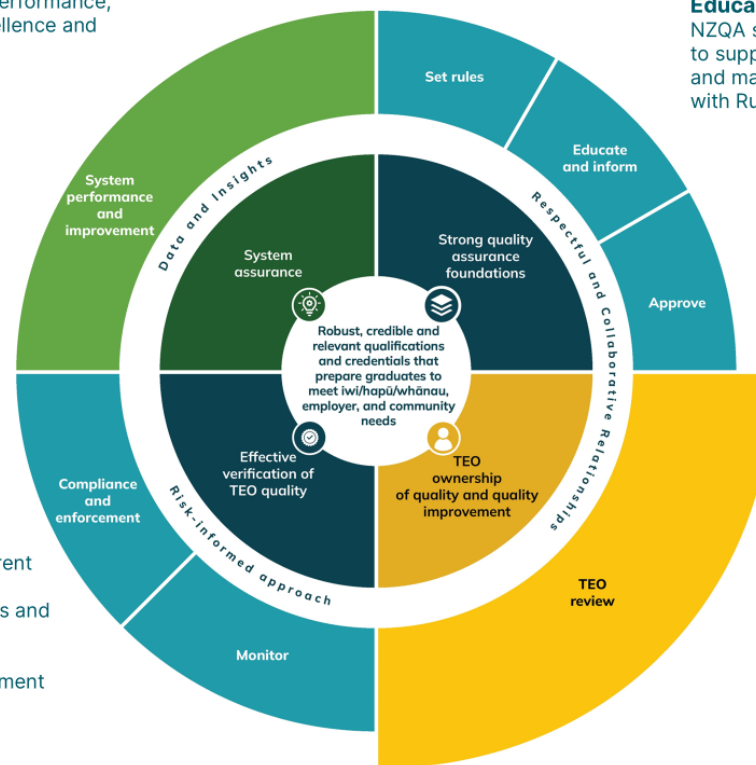 erformance,
ellence and
Educa
NZQA s
to supp
and ma
with Ru
Set rules
Educate
and inform
Approve
System
performance
and
improvement
Data and Insights
Respectful and Collaborative Relationships
System
assurance
Strong quality
assurance
foundations
Robust, credible and
relevant qualifications
and credentials that
prepare graduates to
meet iwi/hapū/whānau,
employer, and community
needs
Effective
verification of
TEO quality
TEO
ownership
of quality and quality
improvement
Risk-informed approach
Compliance
and
enforcement
Monitor
TEO
review
rent
s and
ment